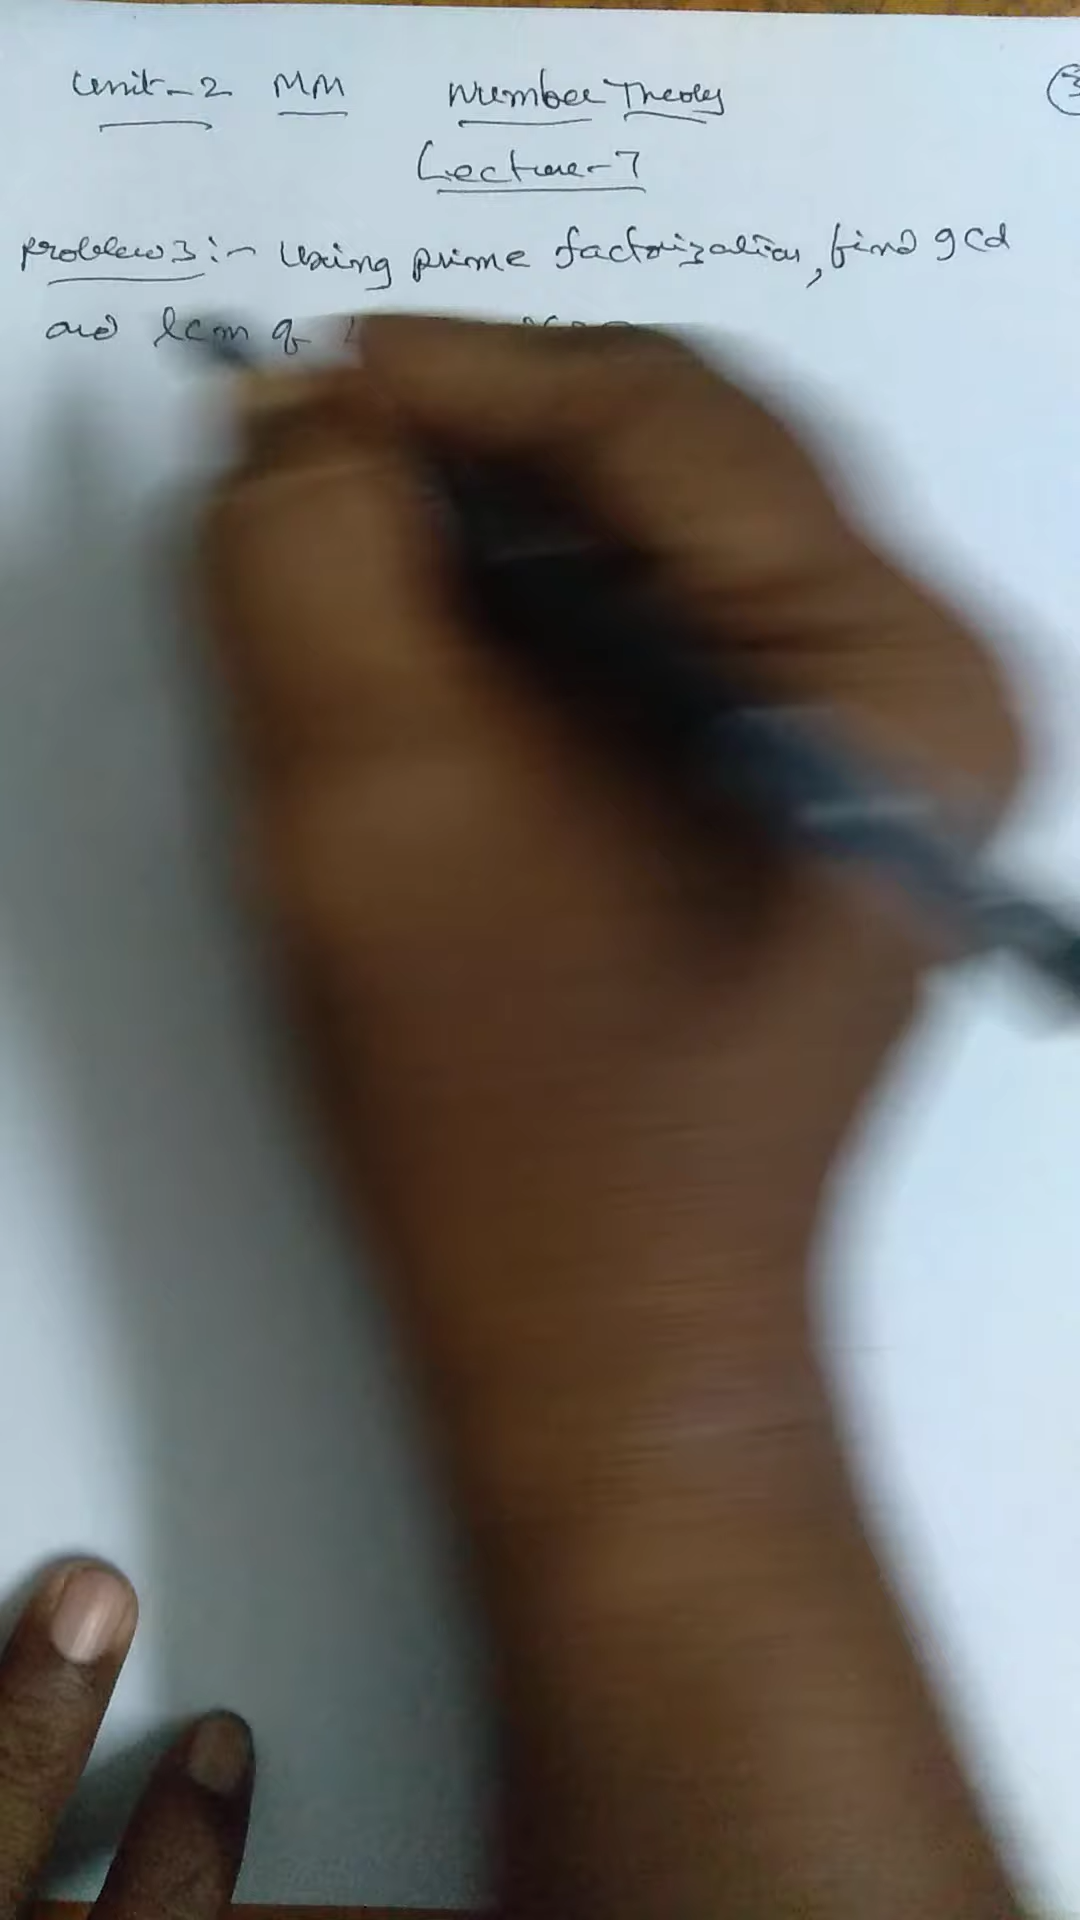 Unit-2 MM Number Theory
Lecture-7
problem 3:- Using prime factorization, find gcd
and lcm of